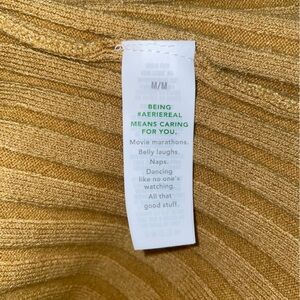 M/M
BEING
#AERIEREAL
MEANS CARING
FOR YOU.
Movie marathons.
Belly laughs.
Naps.
Dancing
like no one's
watching.
All that
good stuff.